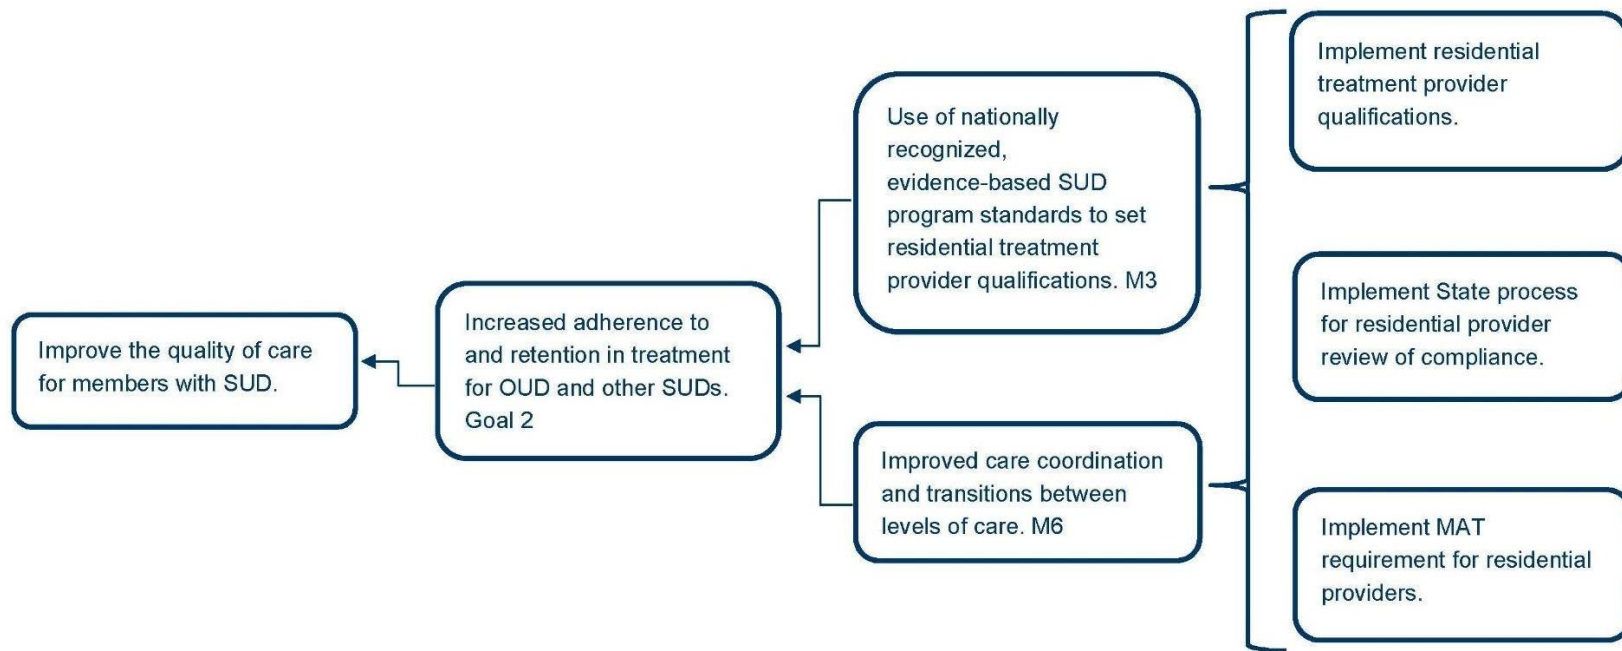 Improve the quality of care
for members with SUD.
Increased adherence to
and retention in treatment
for OUD and other SUDs.
Goal 2
Use of nationally
recognized,
evidence-based SUD
program standards to set
residential treatment
provider qualifications. M3
Improved care coordination
and transitions between
levels of care. M6
Implement residential
treatment provider
qualifications.
Implement State process
for residential provider
review of compliance.
Implement MAT
requirement for residential
providers.